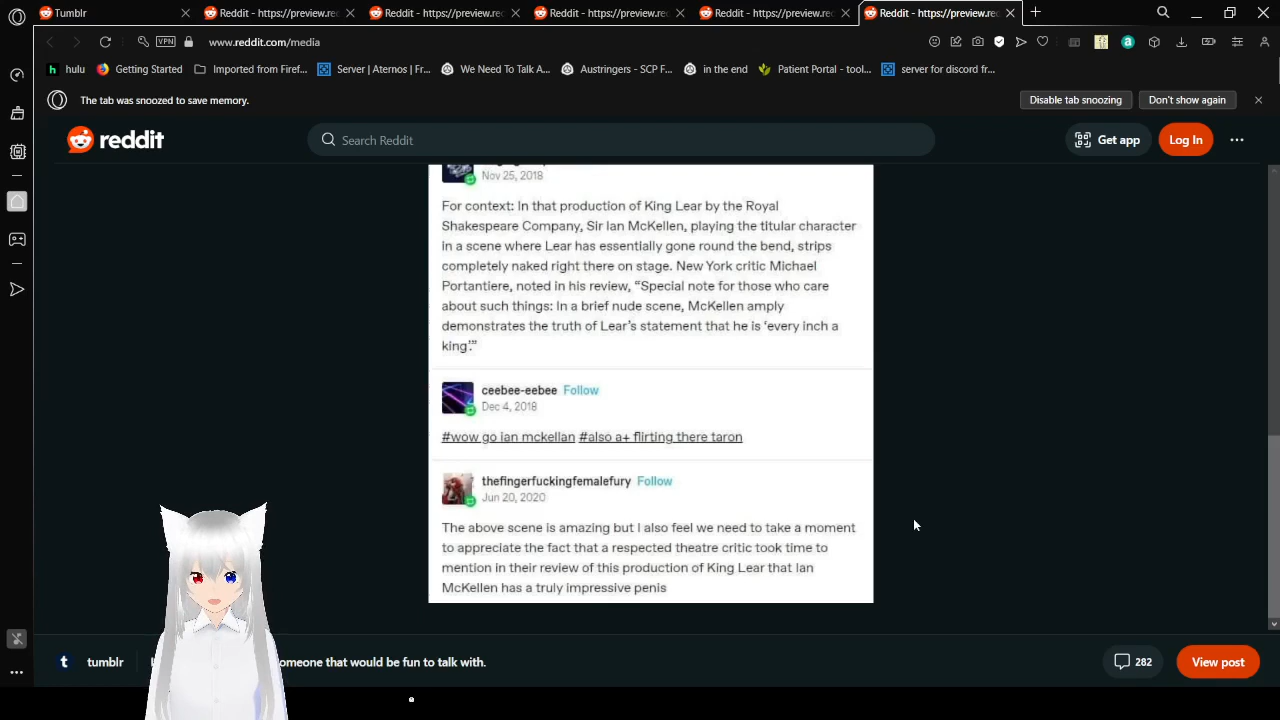 Tumblr
Reddit - https://preview.rec
Reddit - https://preview.rec
Reddit - https://preview.rec
Reddit - https://preview.rec
Reddit - https://preview.rec
VPN
www.reddit.com/media
hulu
Getting Started
Imported from Firef...
Server | Aternos | Fr...
We Need To Talk A...
Austringers - SCP F...
in the end
Patient Portal - tool...
server for discord fr...
The tab was snoozed to save memory.
Disable tab snoozing
Don't show again
reddit
Search Reddit
Get app
Log In
Nov 25, 2018
For context: In that production of King Lear by the Royal
Shakespeare Company, Sir Ian McKellen, playing the titular character
in a scene where Lear has essentially gone round the bend, strips
completely naked right there on stage. New York critic Michael
Portantiere, noted in his review, “Special note for those who care
about such things: In a brief nude scene, McKellen amply
demonstrates the truth of Lear’s statement that he is ‘every inch a
king’.”
ceebee-eebee Follow
Dec 4, 2018
#wow go ian mckellan #also a+ flirting there taron
thefingerfuckingfemalefury Follow
Jun 20, 2020
The above scene is amazing but I also feel we need to take a moment
to appreciate the fact that a respected theatre critic took time to
mention in their review of this production of King Lear that Ian
McKellen has a truly impressive penis
tumblr
omeone that would be fun to talk with.
282
View post